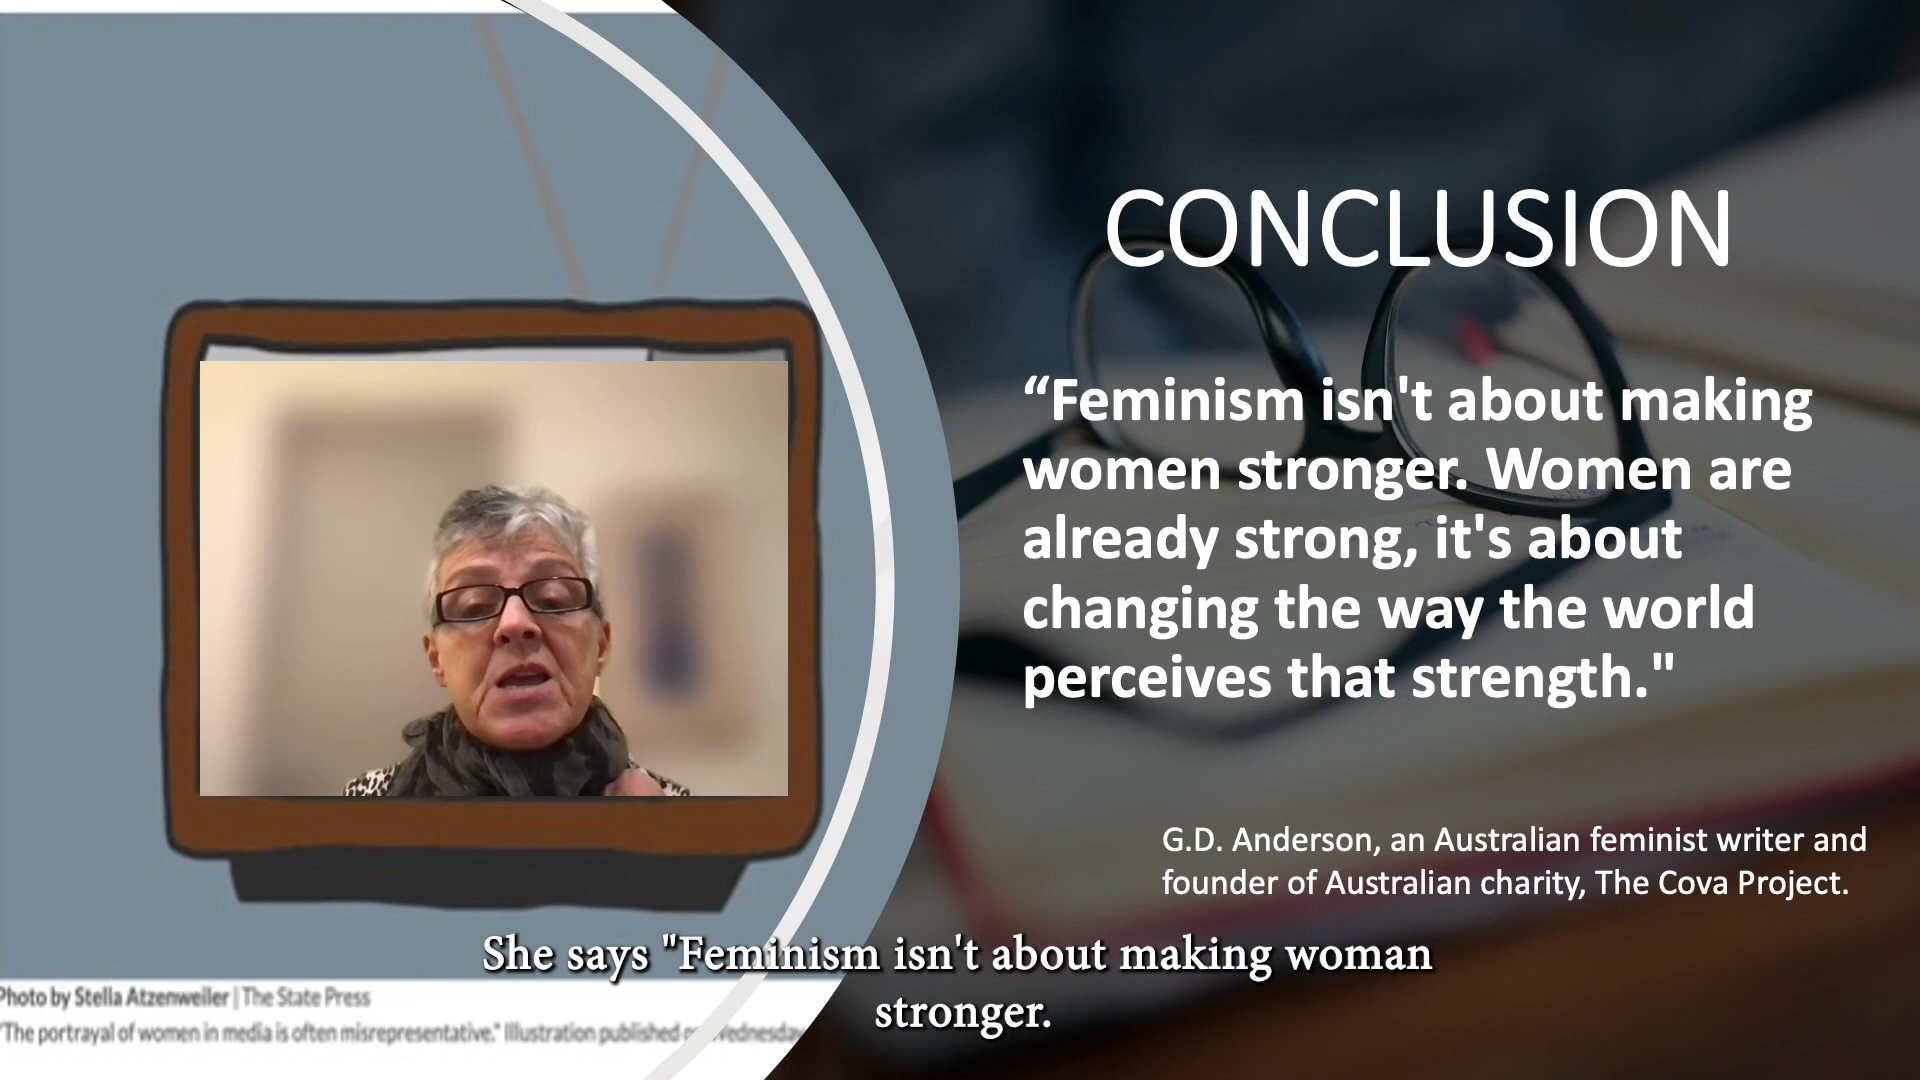 CONCLUSION
“Feminism isn't about making
women stronger. Women are
already strong, it's about
changing the way the world
perceives that strength."
G.D. Anderson, an Australian feminist writer and
founder of Australian charity, The Cova Project.
She says "Feminism isn't about making woman
stronger.
Photo by Stella Atzenweiler | The State Press
"The portrayal of women in media is often misrepresentative." Illustration published on Wednesday